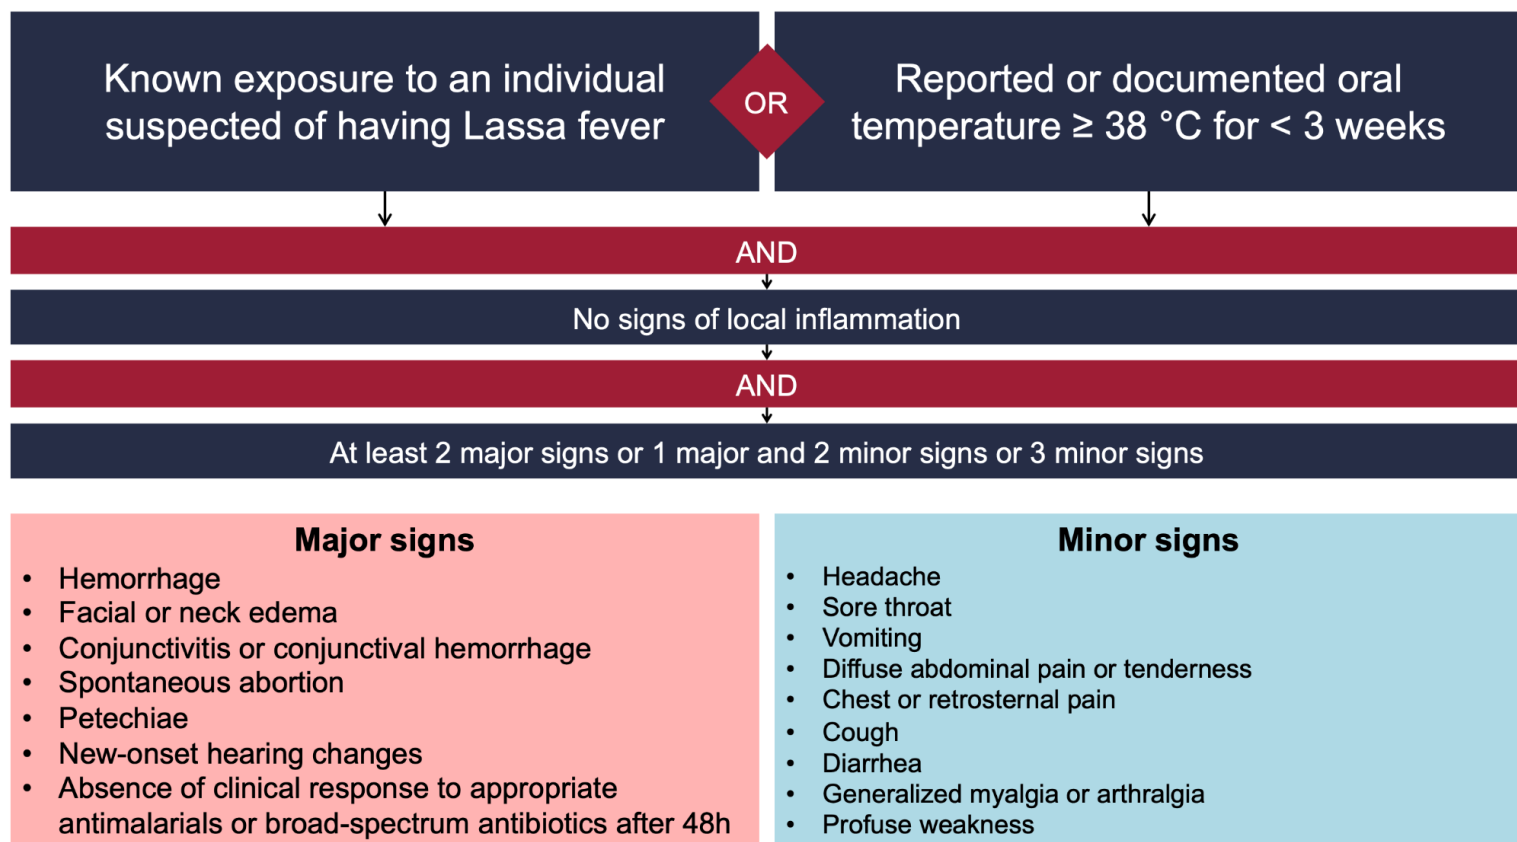 Known exposure to an individual
suspected of having Lassa fever
OR
Reported or documented oral
temperature ≥ 38 °C for < 3 weeks
AND
No signs of local inflammation
AND
At least 2 major signs or 1 major and 2 minor signs or 3 minor signs
Major signs
• Hemorrhage
• Facial or neck edema
• Conjunctivitis or conjunctival hemorrhage
• Spontaneous abortion
• Petechiae
• New-onset hearing changes
• Absence of clinical response to appropriate
antimalarials or broad-spectrum antibiotics after 48h
Minor signs
• Headache
• Sore throat
• Vomiting
• Diffuse abdominal pain or tenderness
• Chest or retrosternal pain
• Cough
• Diarrhea
• Generalized myalgia or arthralgia
• Profuse weakness